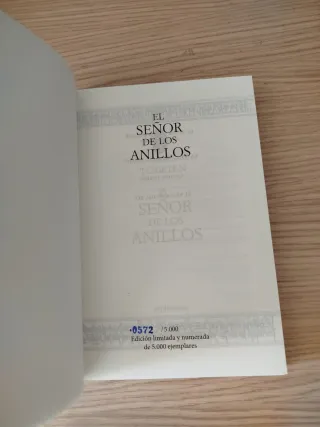 EL
SEÑOR
DE LOS
ANILLOS
SEÑOR
DE LOS
ANILLOS
·0572 /5.000
Edición limitada y numerada
de 5.000 ejemplares